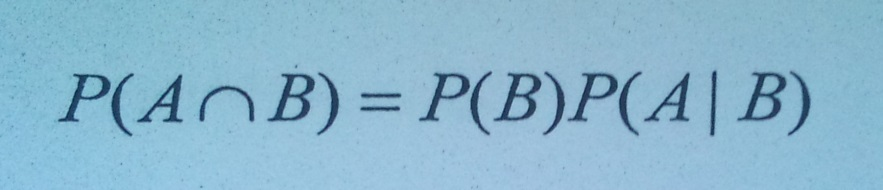 P(A∩B) = P(B)P(A | B)